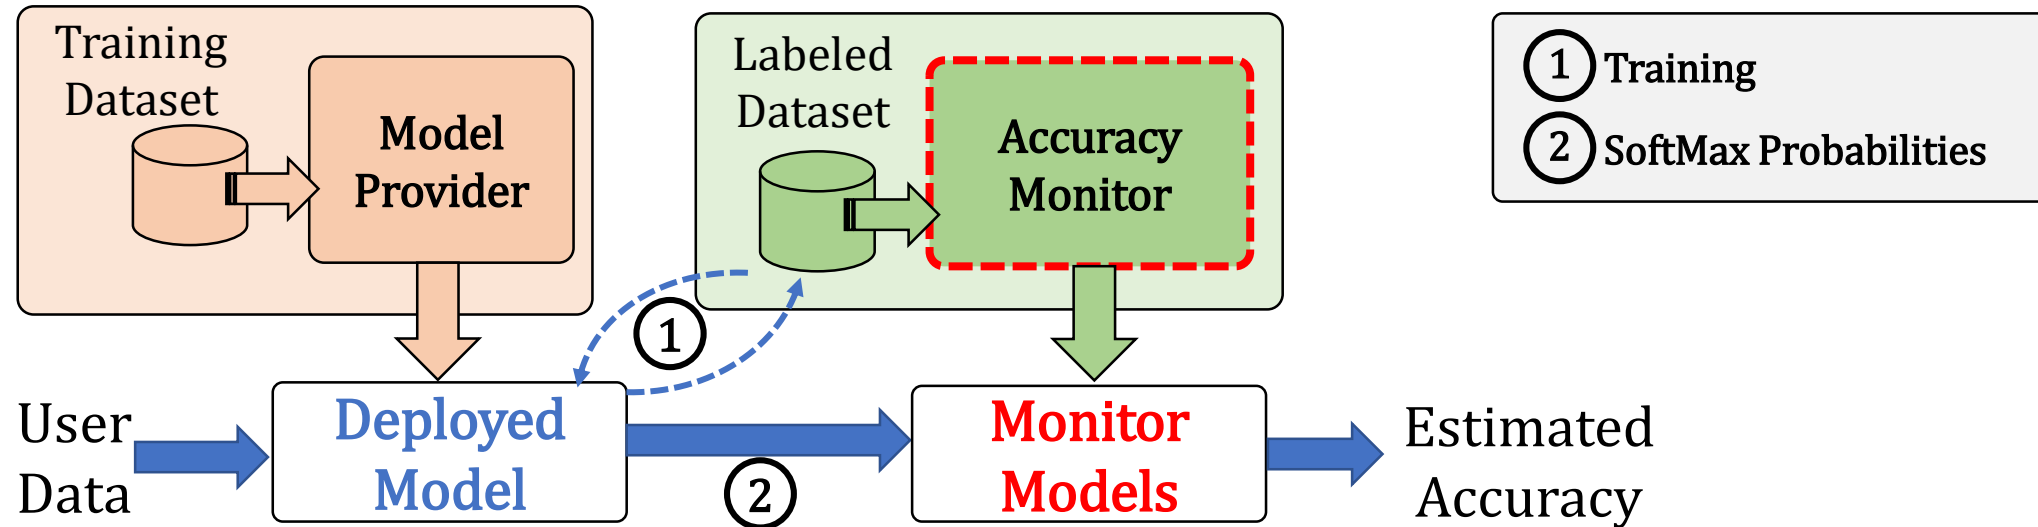 Training
Dataset
Model
Provider
Labeled
Dataset
Accuracy
Monitor
1 Training
2 SoftMax Probabilities
1
User
Data
Deployed
Model
2
Monitor
Models
Estimated
Accuracy